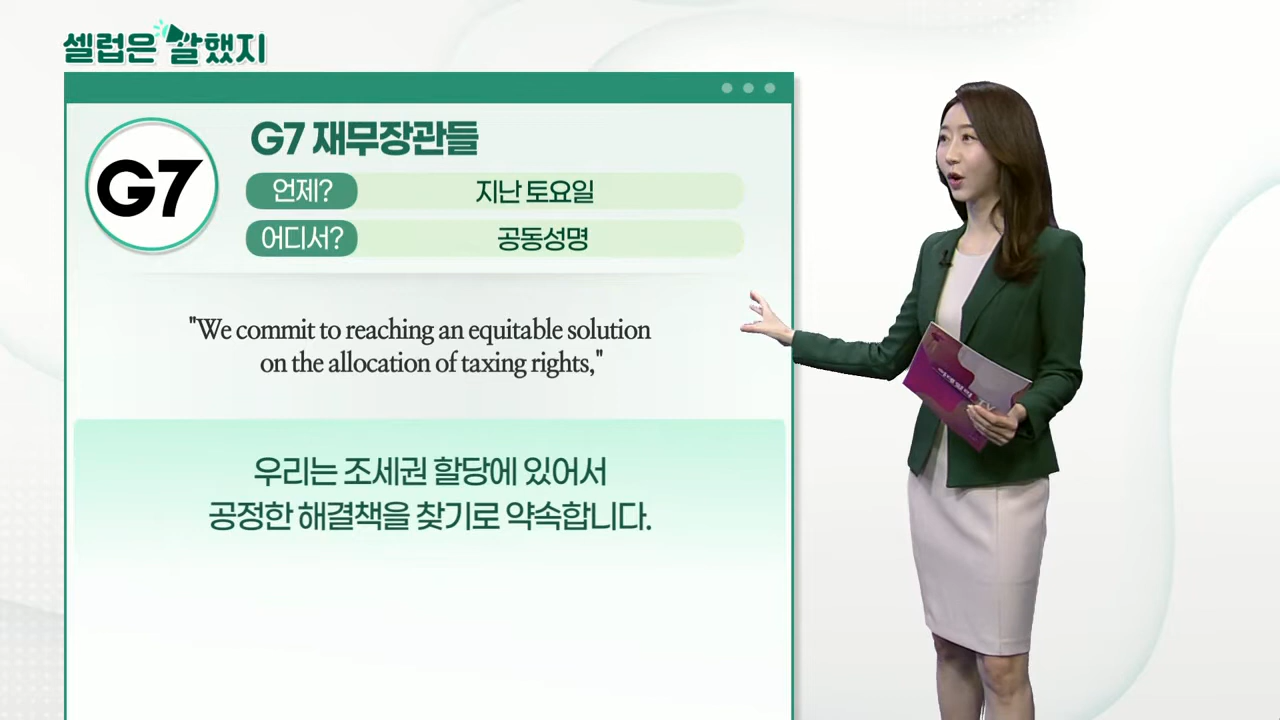 셀럽은 말했지
G7
G7 재무장관들
언제?
지난 토요일
어디서?
공동성명
"We commit to reaching an equitable solution
on the allocation of taxing rights,"
우리는 조세권 할당에 있어서
공정한 해결책을 찾기로 약속합니다.